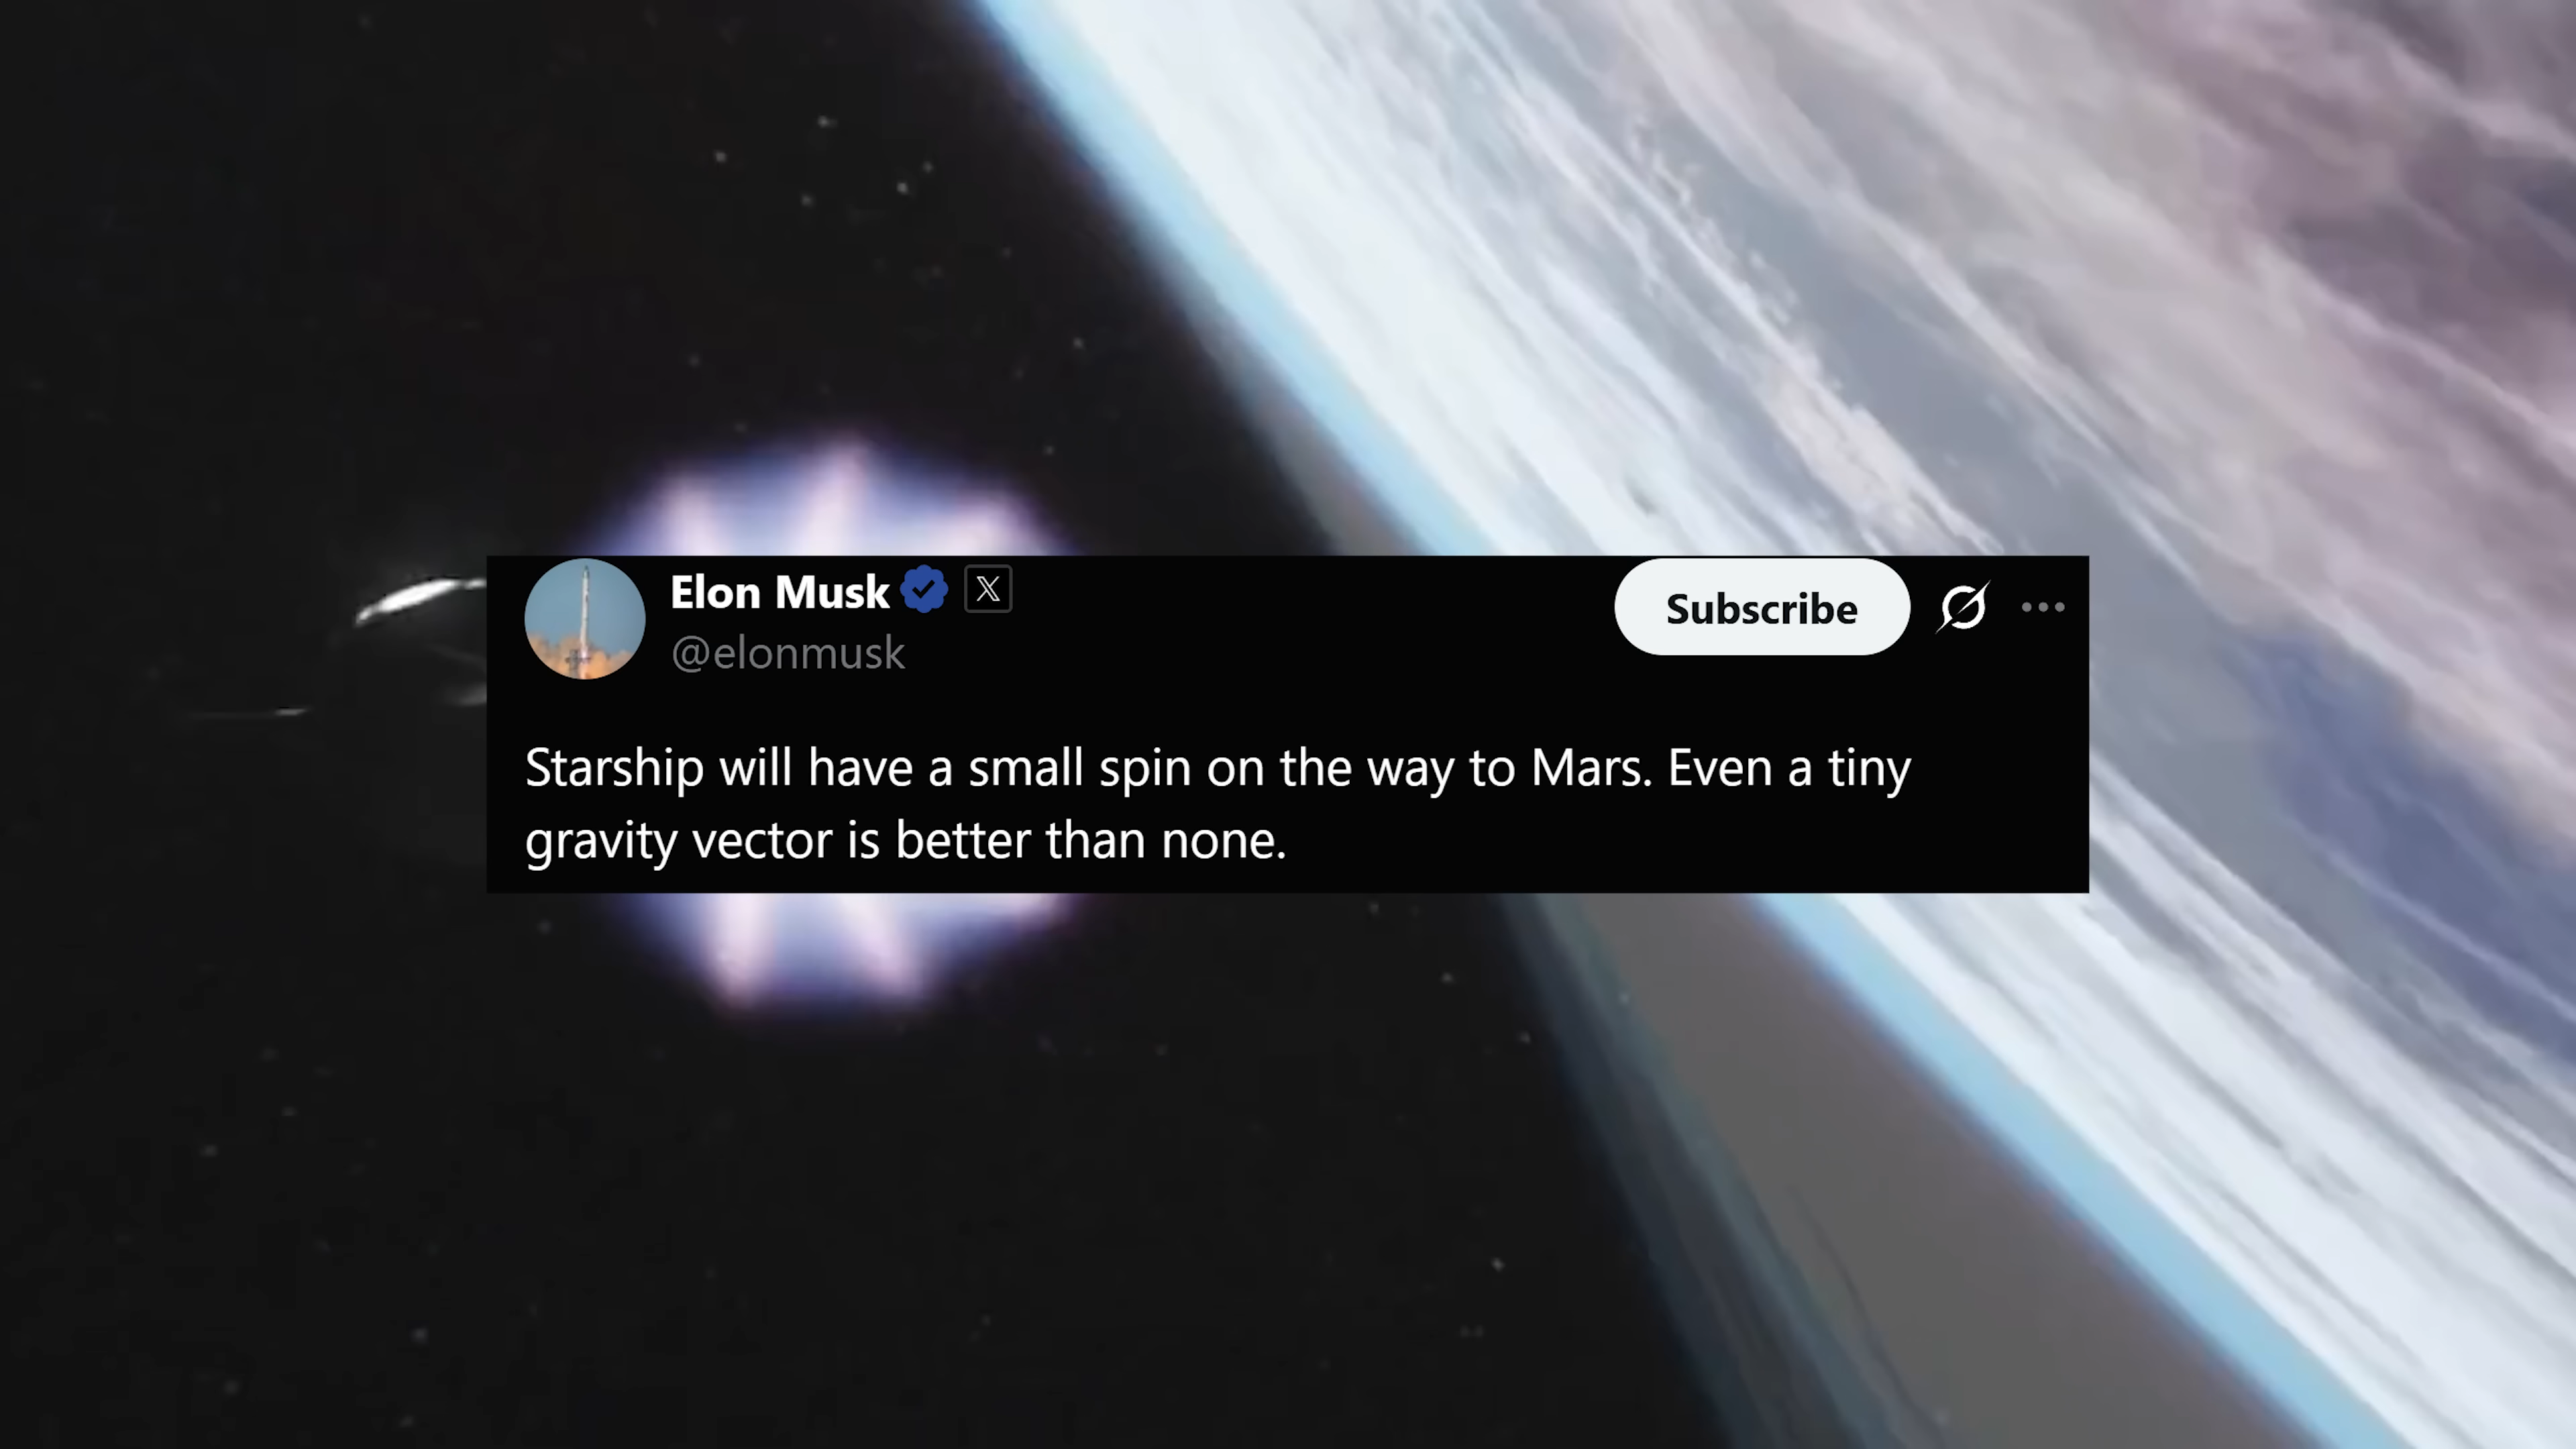 Elon Musk
@elonmusk
Subscribe
Starship will have a small spin on the way to Mars. Even a tiny
gravity vector is better than none.